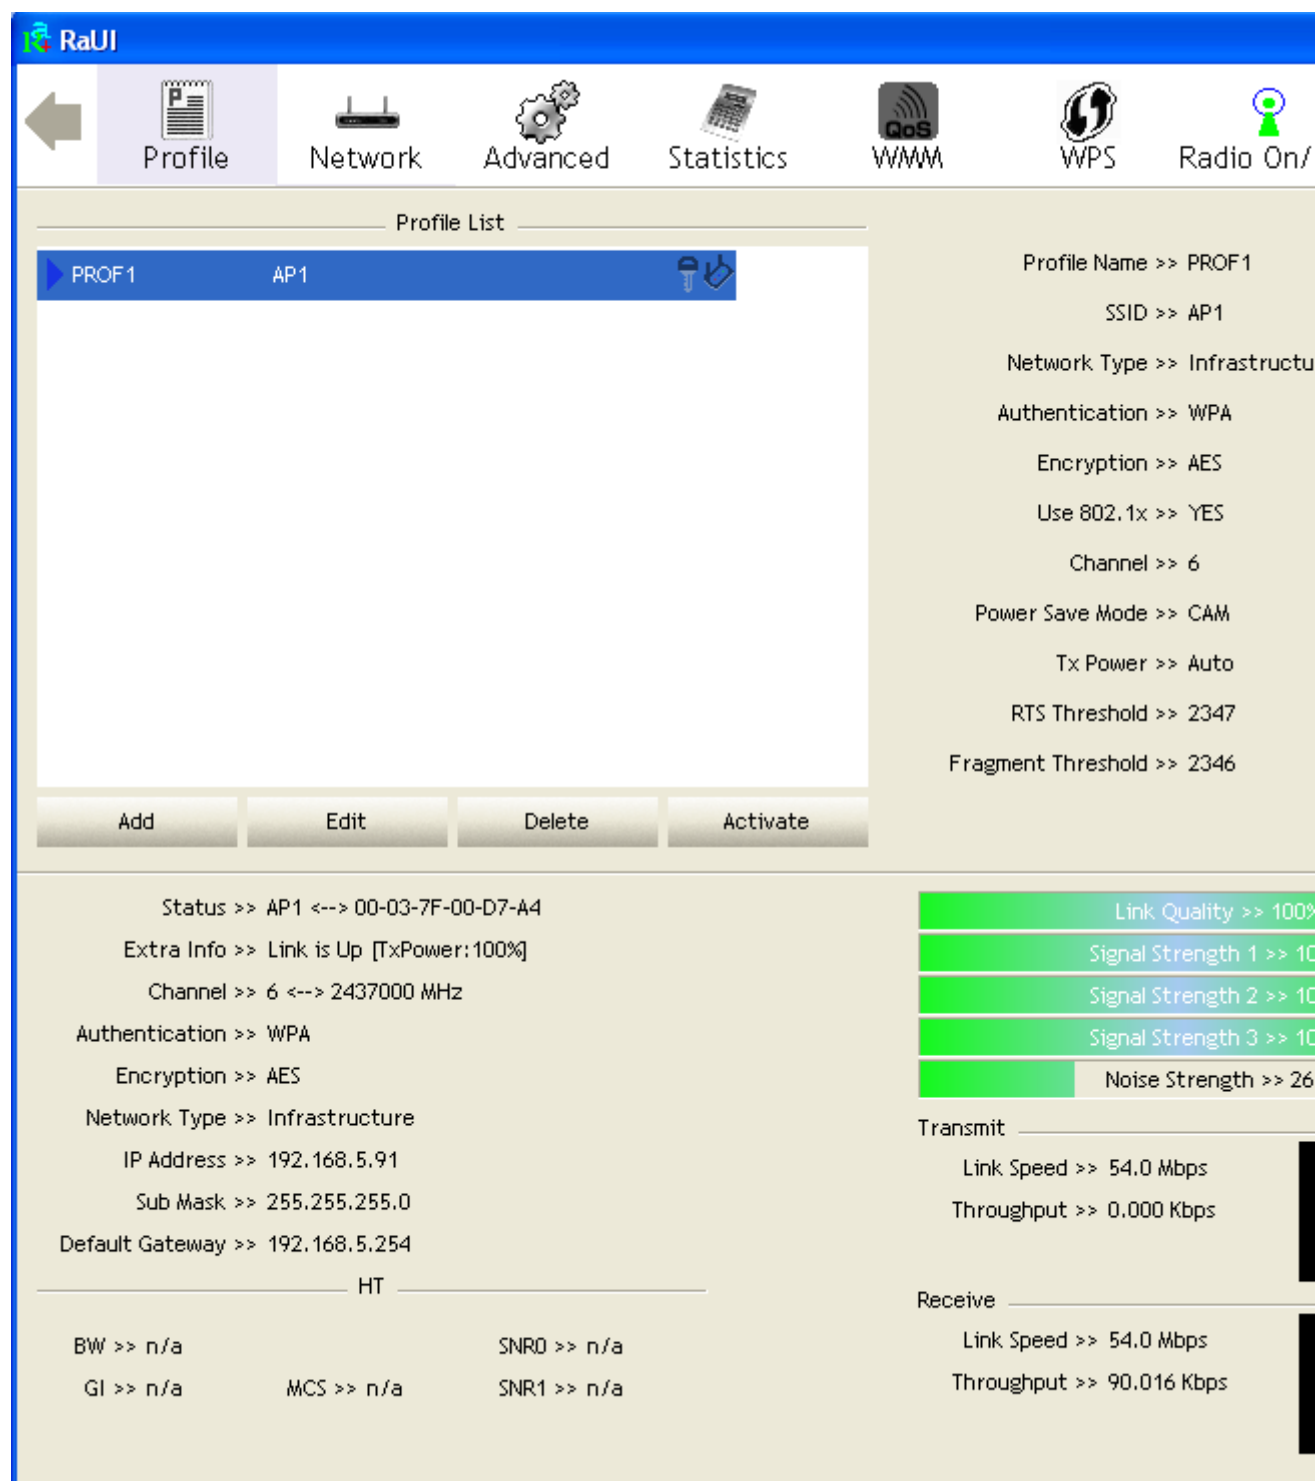 RaUI
Profile
Network
Advanced
Statistics
QoS
WMM
WPS
Radio On/
Profile List
PROF1 AP1
Profile Name >> PROF1
SSID >> AP1
Network Type >> Infrastructu
Authentication >> WPA
Encryption >> AES
Use 802.1x >> YES
Channel >> 6
Power Save Mode >> CAM
Tx Power >> Auto
RTS Threshold >> 2347
Fragment Threshold >> 2346
Add
Edit
Delete
Activate
Status >> AP1 <--> 00-03-7F-00-D7-A4
Extra Info >> Link is Up [TxPower:100%]
Channel >> 6 <--> 2437000 MHz
Authentication >> WPA
Encryption >> AES
Network Type >> Infrastructure
IP Address >> 192.168.5.91
Sub Mask >> 255.255.255.0
Default Gateway >> 192.168.5.254
HT
BW >> n/a SNR0 >> n/a
GI >> n/a MCS >> n/a SNR1 >> n/a
Link Quality >> 100%
Signal Strength 1 >> 10
Signal Strength 2 >> 10
Signal Strength 3 >> 10
Noise Strength >> 26
Transmit
Link Speed >> 54.0 Mbps
Throughput >> 0.000 Kbps
Receive
Link Speed >> 54.0 Mbps
Throughput >> 90.016 Kbps